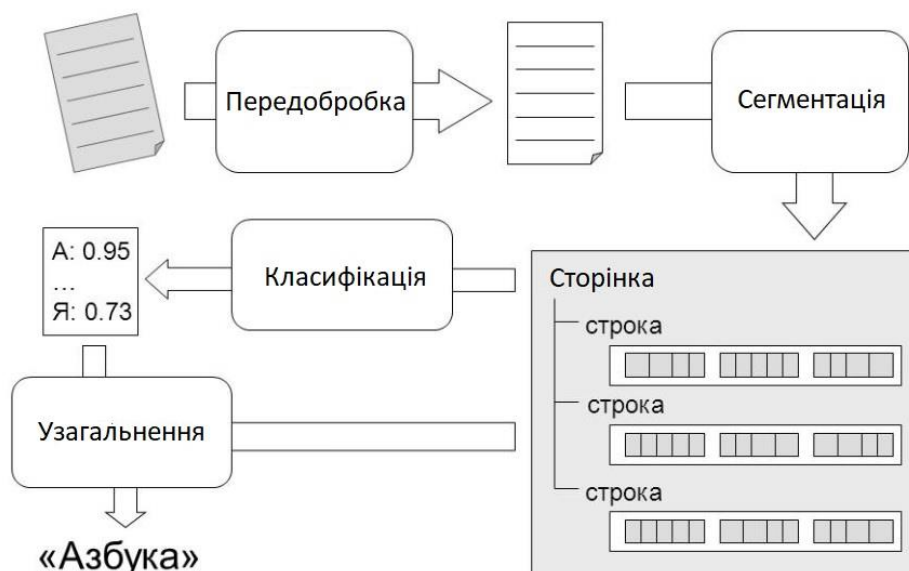 Передобробка
Сегментація
А: 0.95
...
Я: 0.73
Класифікація
Сторінка
строка
строка
строка
Узагальнення
«Азбука»